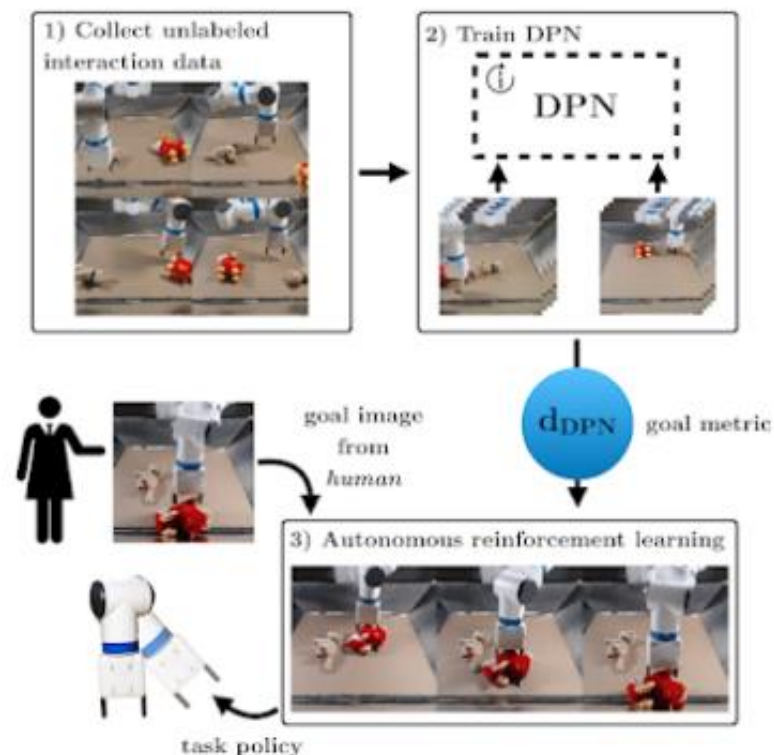 1) Collect unlabeled
interaction data
2) Train DPN
DPN
dDPN
goal metric
goal image
from
human
3) Autonomous reinforcement learning
task policy